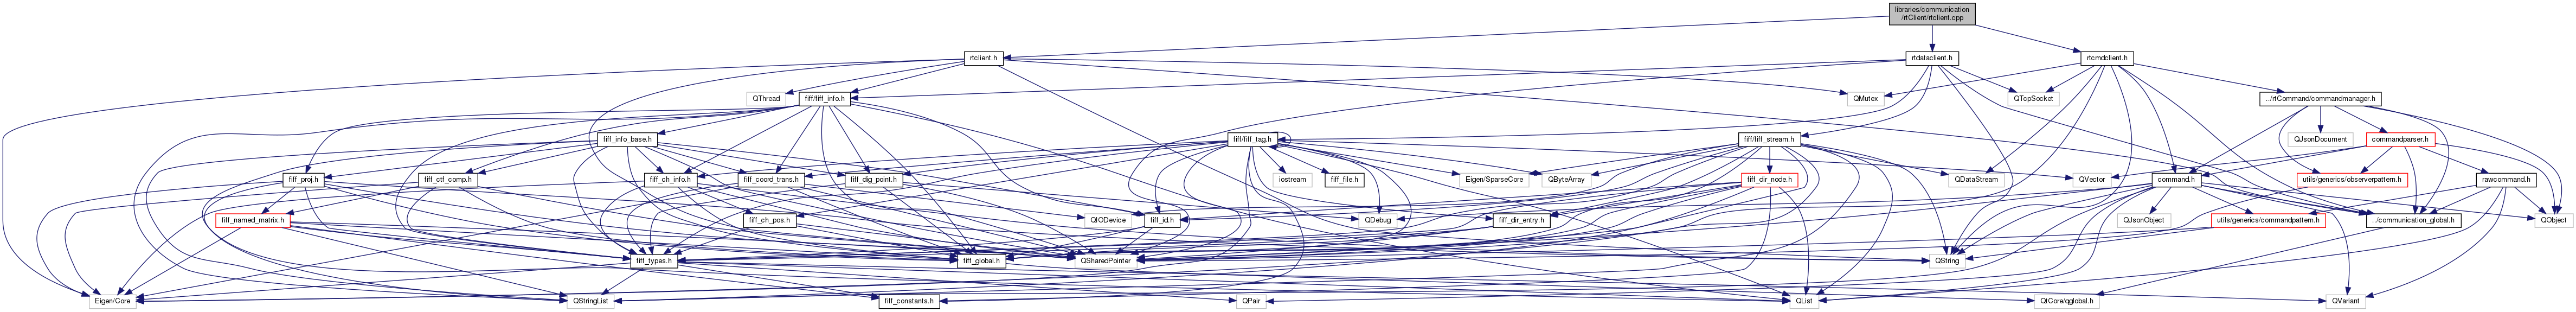 libraries/communication
/rtClient/rtclient.cpp
rtclient.h
rtdataclient.h
rtcmdclient.h
QThread
fiff/fiff_info.h
QMutex
QTcpSocket
../rtCommand/commandmanager.h
fiff_info_base.h
fiff/fiff_tag.h
fiff/fiff_stream.h
QJsonDocument
commandparser.h
fiff_proj.h
fiff_ctf_comp.h
fiff_ch_info.h
fiff_coord_trans.h
fiff_dig_point.h
iostream
fiff_file.h
Eigen/SparseCore
QByteArray
fiff_dir_node.h
QDataStream
QVector
command.h
utils/generics/observerpattern.h
rawcommand.h
fiff_named_matrix.h
fiff_ch_pos.h
QIODevice
fiff_id.h
QDebug
fiff_dir_entry.h
QJsonObject
utils/generics/commandpattern.h
../communication_global.h
QObject
fiff_types.h
fiff_global.h
QSharedPointer
QString
Eigen/Core
QStringList
fiff_constants.h
QPair
QList
QtCore/qglobal.h
QVariant